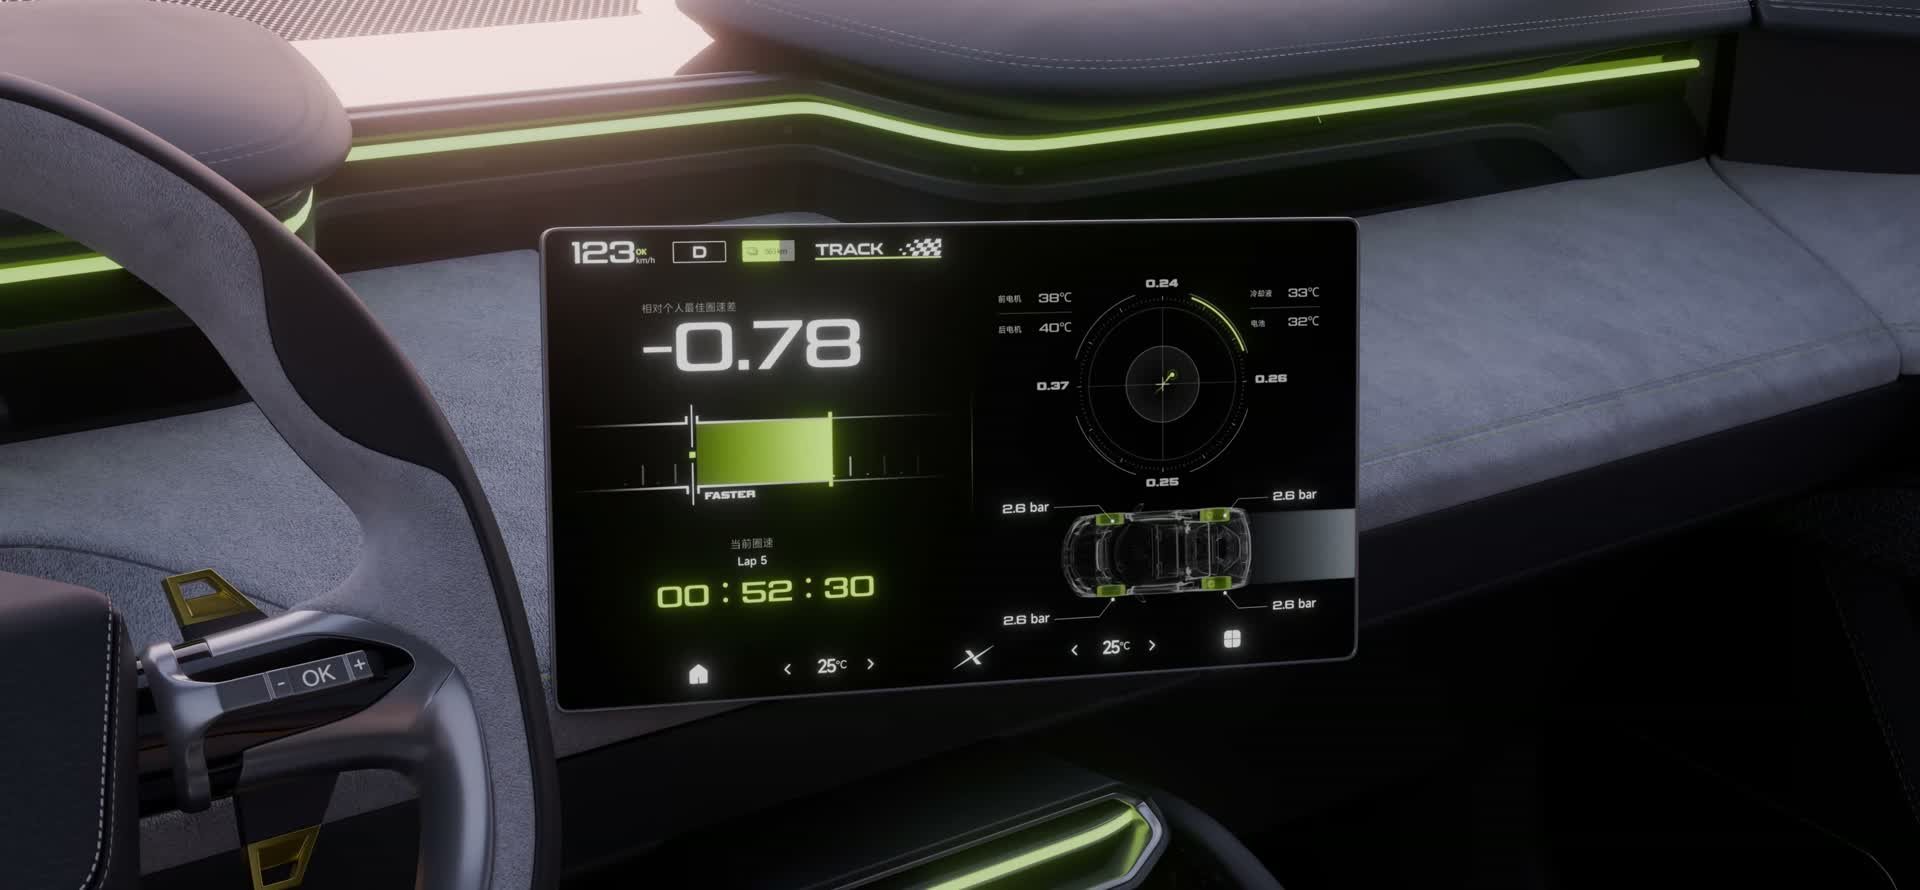 123 OK km/h
D
TRACK
相对个人最佳圈速差
-0.78
FASTER
当前圈速
Lap 5
00 : 52 : 30
前电机 38°C
后电机 40°C
0.24
冷却液 33°C
电池 32°C
0.37
0.26
0.25
2.6 bar
2.6 bar
2.6 bar
2.6 bar
< 25°C >
< 25°C >
- OK +